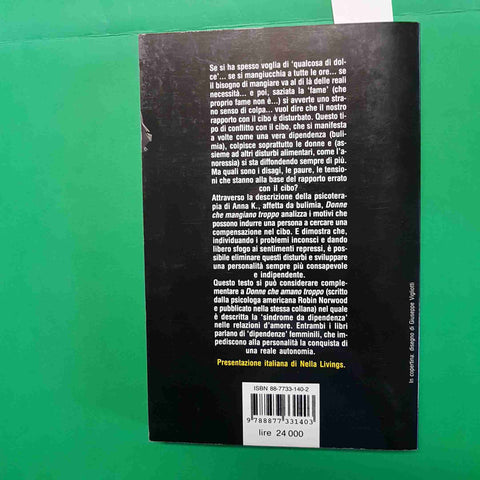 Se si ha spesso voglia di 'qualcosa di dol-
ce'... se si mangiucchia a tutte le ore... se
il bisogno di mangiare va al di là delle reali
necessità... e poi, saziata la 'fame' (che
proprio fame non è...) si avverte uno stra-
no senso di colpa... vuol dire che il nostro
rapporto con il cibo è disturbato. Questo ti-
po di conflitto con il cibo, che si manifesta
a volte come una vera dipendenza (buli-
mia), colpisce soprattutto le donne e (as-
sieme ad altri disturbi alimentari, come l'a-
noressia) si sta diffondendo sempre di più.
Ma quali sono i disagi, le paure, le tensio-
ni che stanno alla base del rapporto errato
con il cibo?
Attraverso la descrizione della psicotera-
pia di Anna K., affetta da bulimia, Donne
che mangiano troppo analizza i motivi che
possono indurre una persona a cercare una
compensazione nel cibo. E dimostra che,
individuando i problemi inconsci e dando
libero sfogo ai sentimenti repressi, è pos-
sibile eliminare questi disturbi e sviluppare
una personalità sempre più consapevole
e indipendente.
Questo testo si può considerare comple-
mentare a Donne che amano troppo (scritto
dalla psicologa americana Robin Norwood
e pubblicato nella stessa collana) nel quale
è descritta la 'sindrome da dipendenza'
nelle relazioni d'amore. Entrambi i libri
parlano di 'dipendenze' femminili, che im-
pediscono alla personalità la conquista di
una reale autonomia.
Presentazione italiana di Nella Livings.
In copertina: disegno di Giuseppe Vigliotti
ISBN 88-7733-140-2
9 788877 331403
lire 24 000